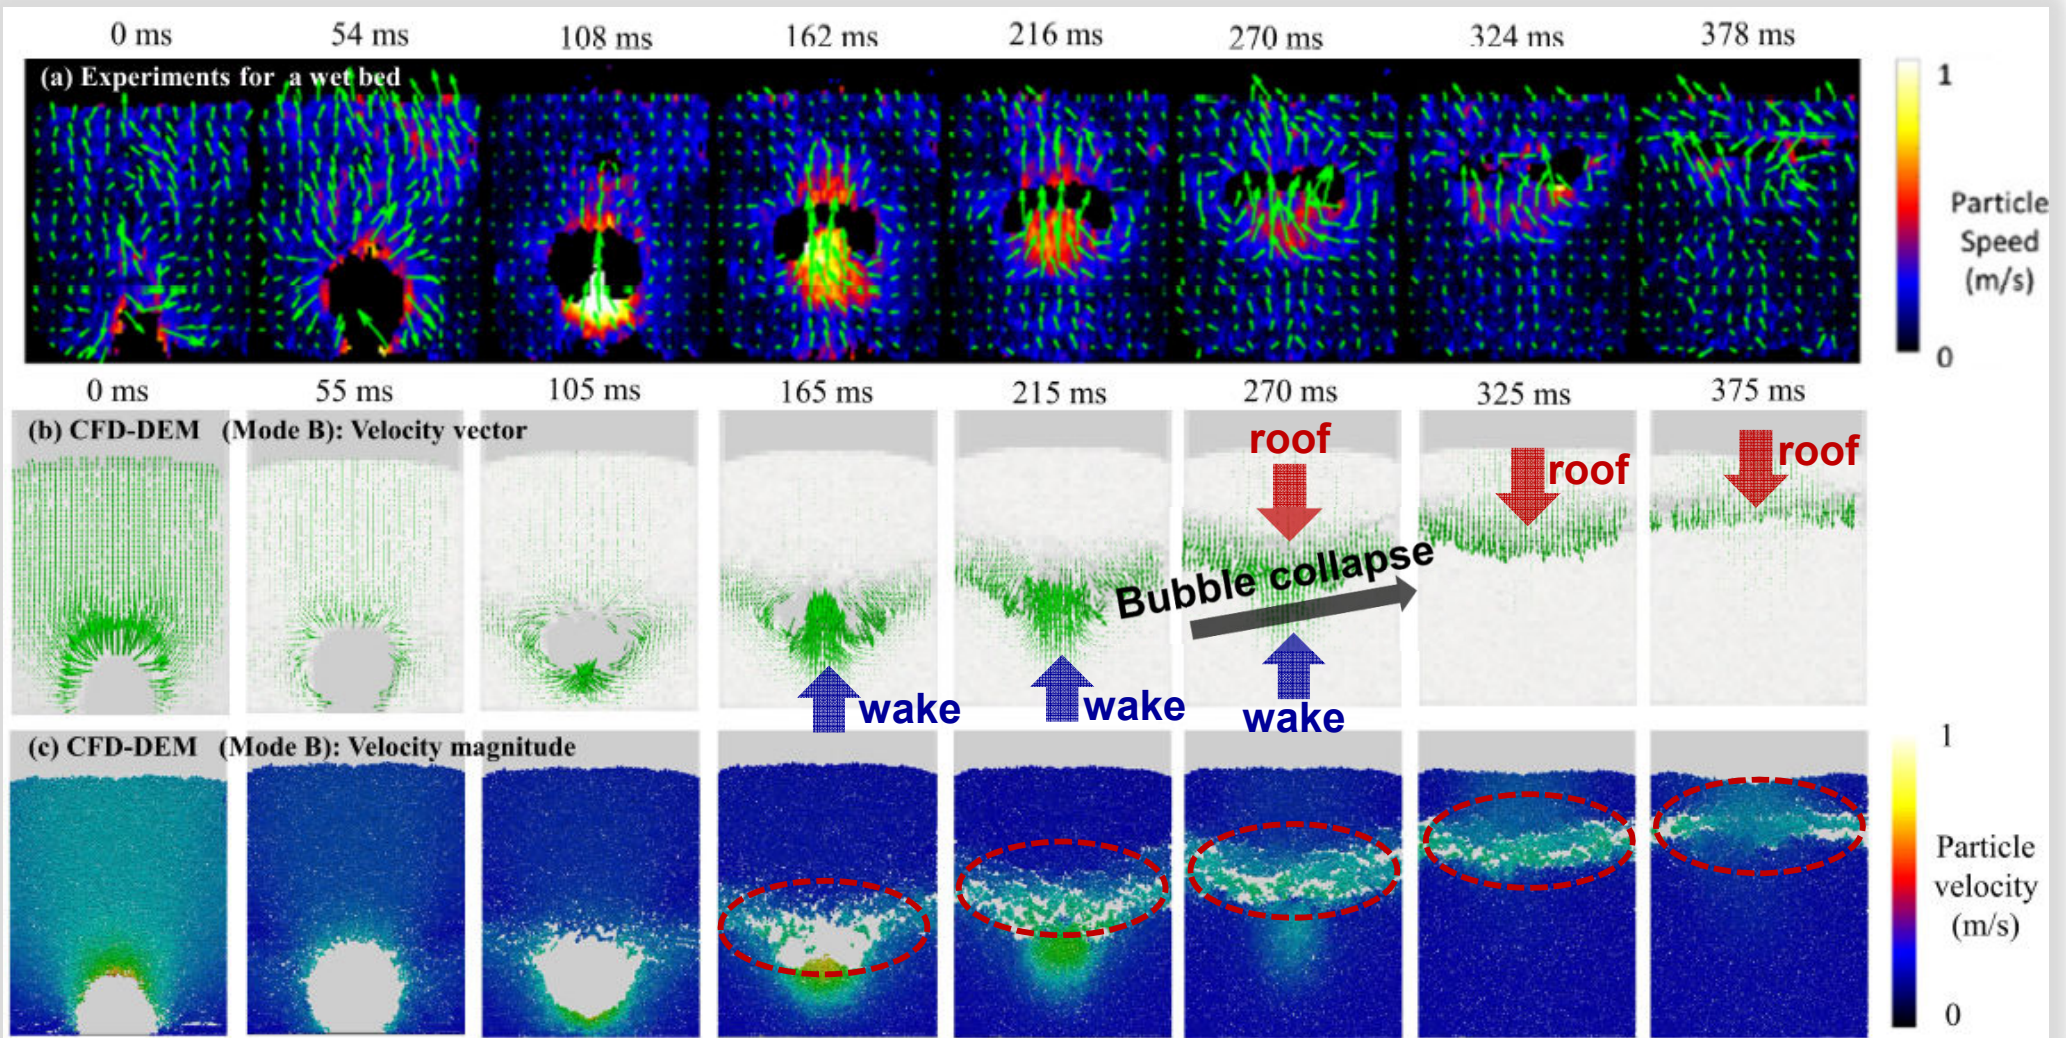 0 ms 54 ms 108 ms 162 ms 216 ms 270 ms 324 ms 378 ms
(a) Experiments for a wet bed
1
Particle
Speed
(m/s)
0
0 ms 55 ms 105 ms 165 ms 215 ms 270 ms 325 ms 375 ms
(b) CFD-DEM (Mode B): Velocity vector
roof
roof
roof
Bubble collapse
wake
wake
wake
(c) CFD-DEM (Mode B): Velocity magnitude
1
Particle
velocity
(m/s)
0